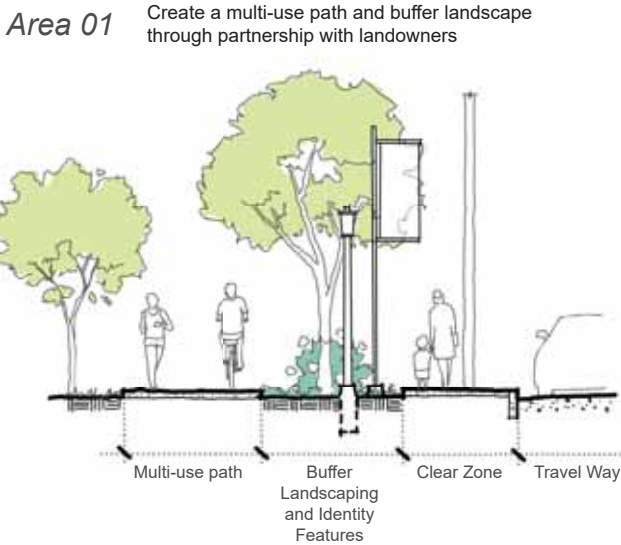 Area 01
Create a multi-use path and buffer landscape
through partnership with landowners
Multi-use path
Buffer
Landscaping
and Identity
Features
Clear Zone
Travel Way